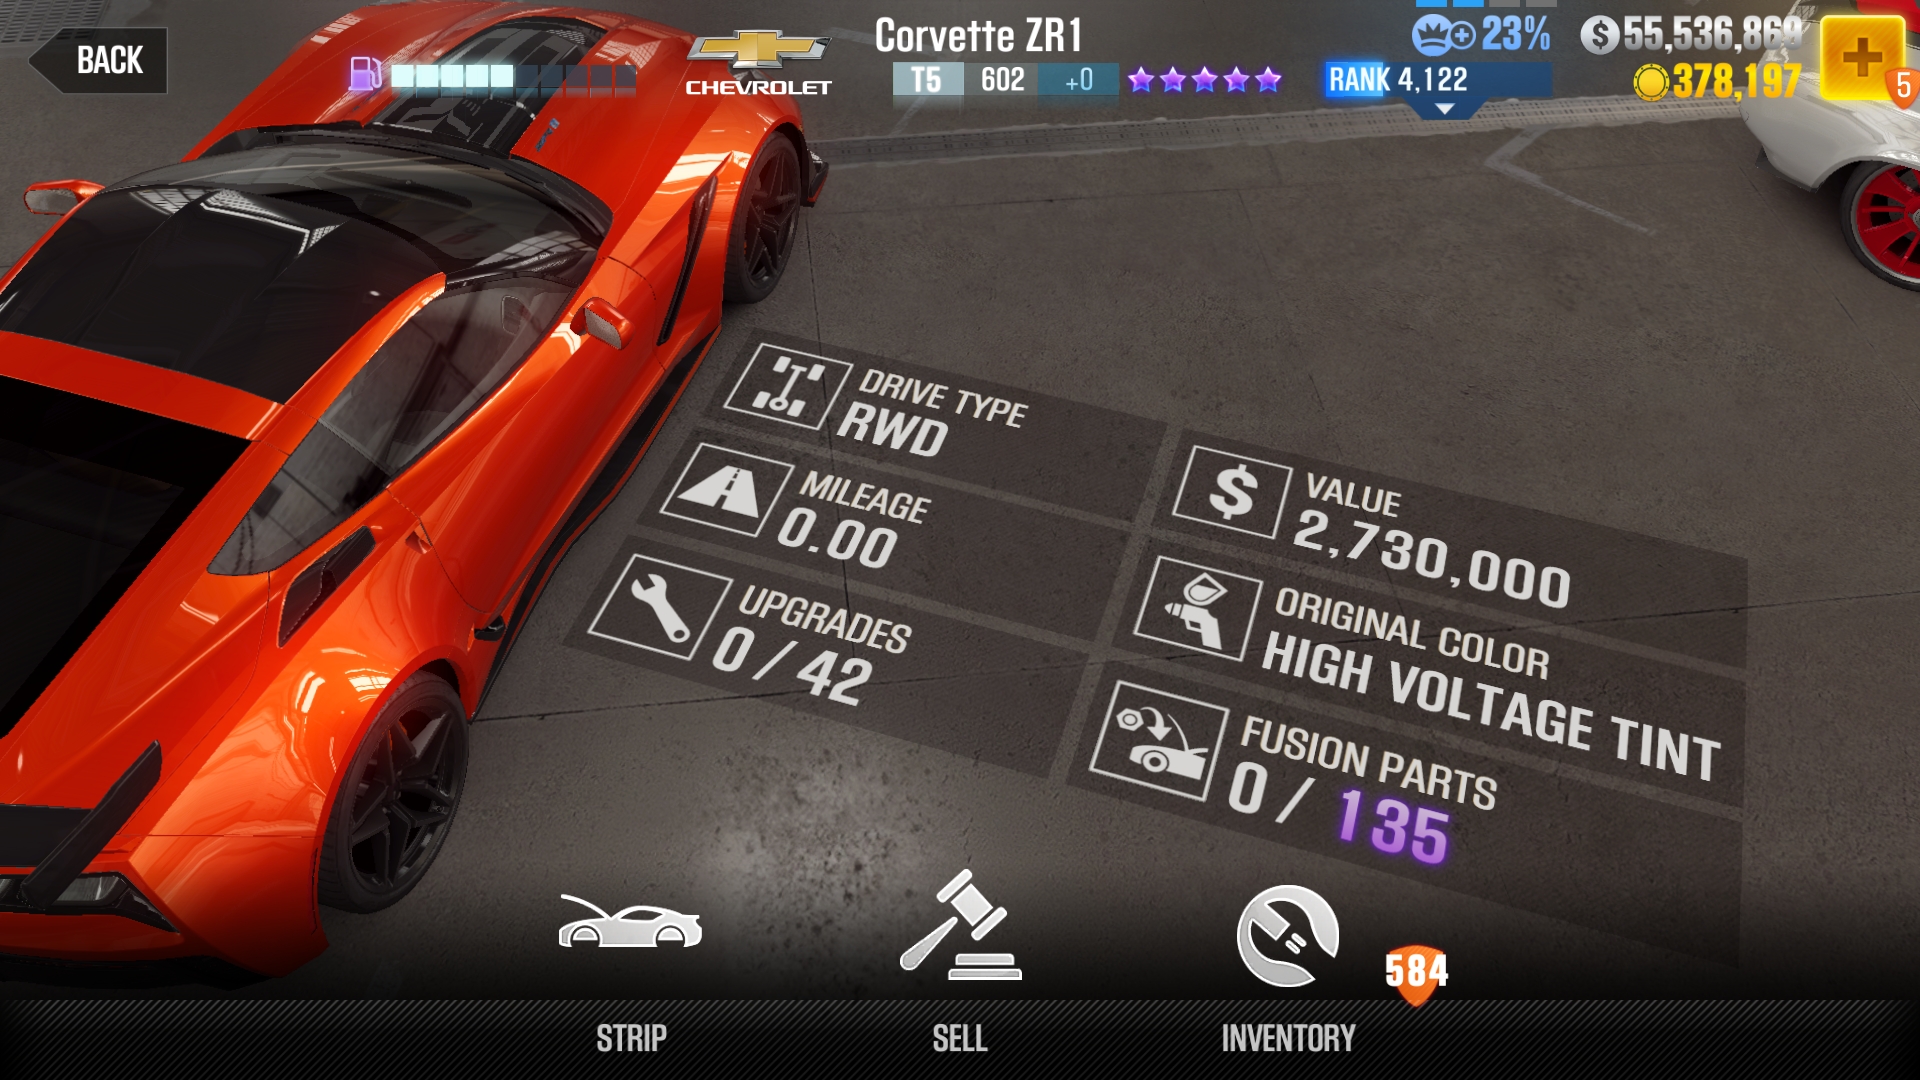 BACK
CHEVROLET
Corvette ZR1
T5 602 +0
23%
RANK 4,122
55,536,869
378,197
5
DRIVE TYPE
RWD
MILEAGE
0.00
UPGRADES
0/42
VALUE
2,730,000
ORIGINAL COLOR
HIGH VOLTAGE TINT
FUSION PARTS
0/ 135
584
STRIP
SELL
INVENTORY